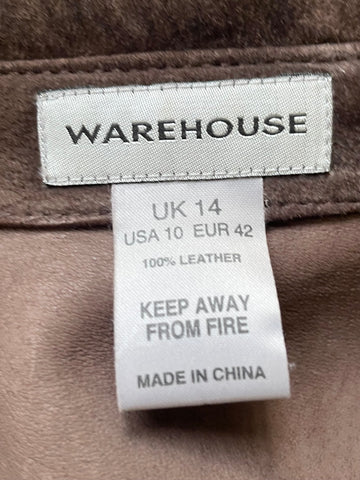 WAREHOUSE
UK 14
USA 10 EUR 42
100% LEATHER
KEEP AWAY
FROM FIRE
MADE IN CHINA